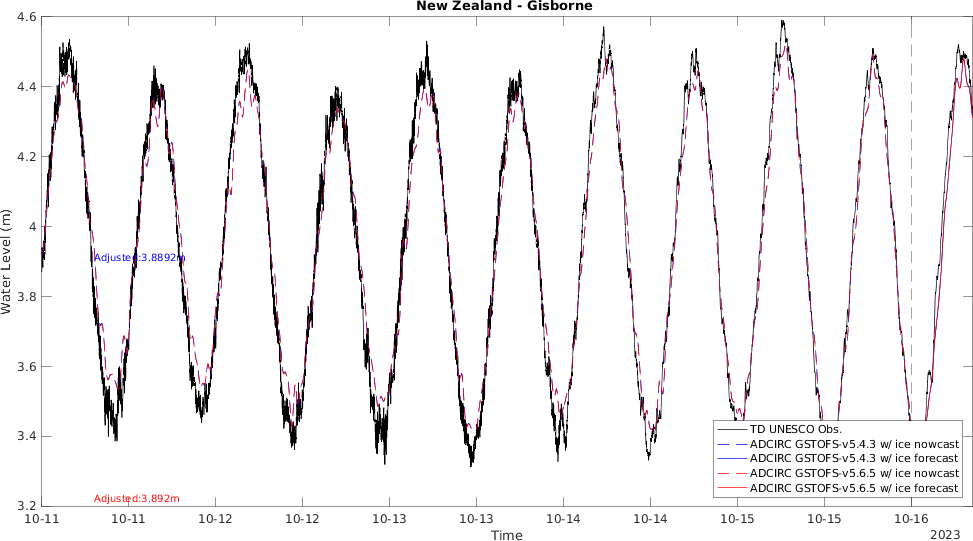 New Zealand - Gisborne
Water Level (m)
4.6
4.4
4.2
4
3.8
3.6
3.4
3.2
Adjusted:3.8892m
Adjusted:3.892m
TD UNESCO Obs.
ADCIRC GSTOFS-v5.4.3 w/ ice nowcast
ADCIRC GSTOFS-v5.4.3 w/ ice forecast
ADCIRC GSTOFS-v5.6.5 w/ ice nowcast
ADCIRC GSTOFS-v5.6.5 w/ ice forecast
10-11 10-11 10-12 10-12 10-13 10-13 10-14 10-14 10-15 10-15 10-16
Time
2023